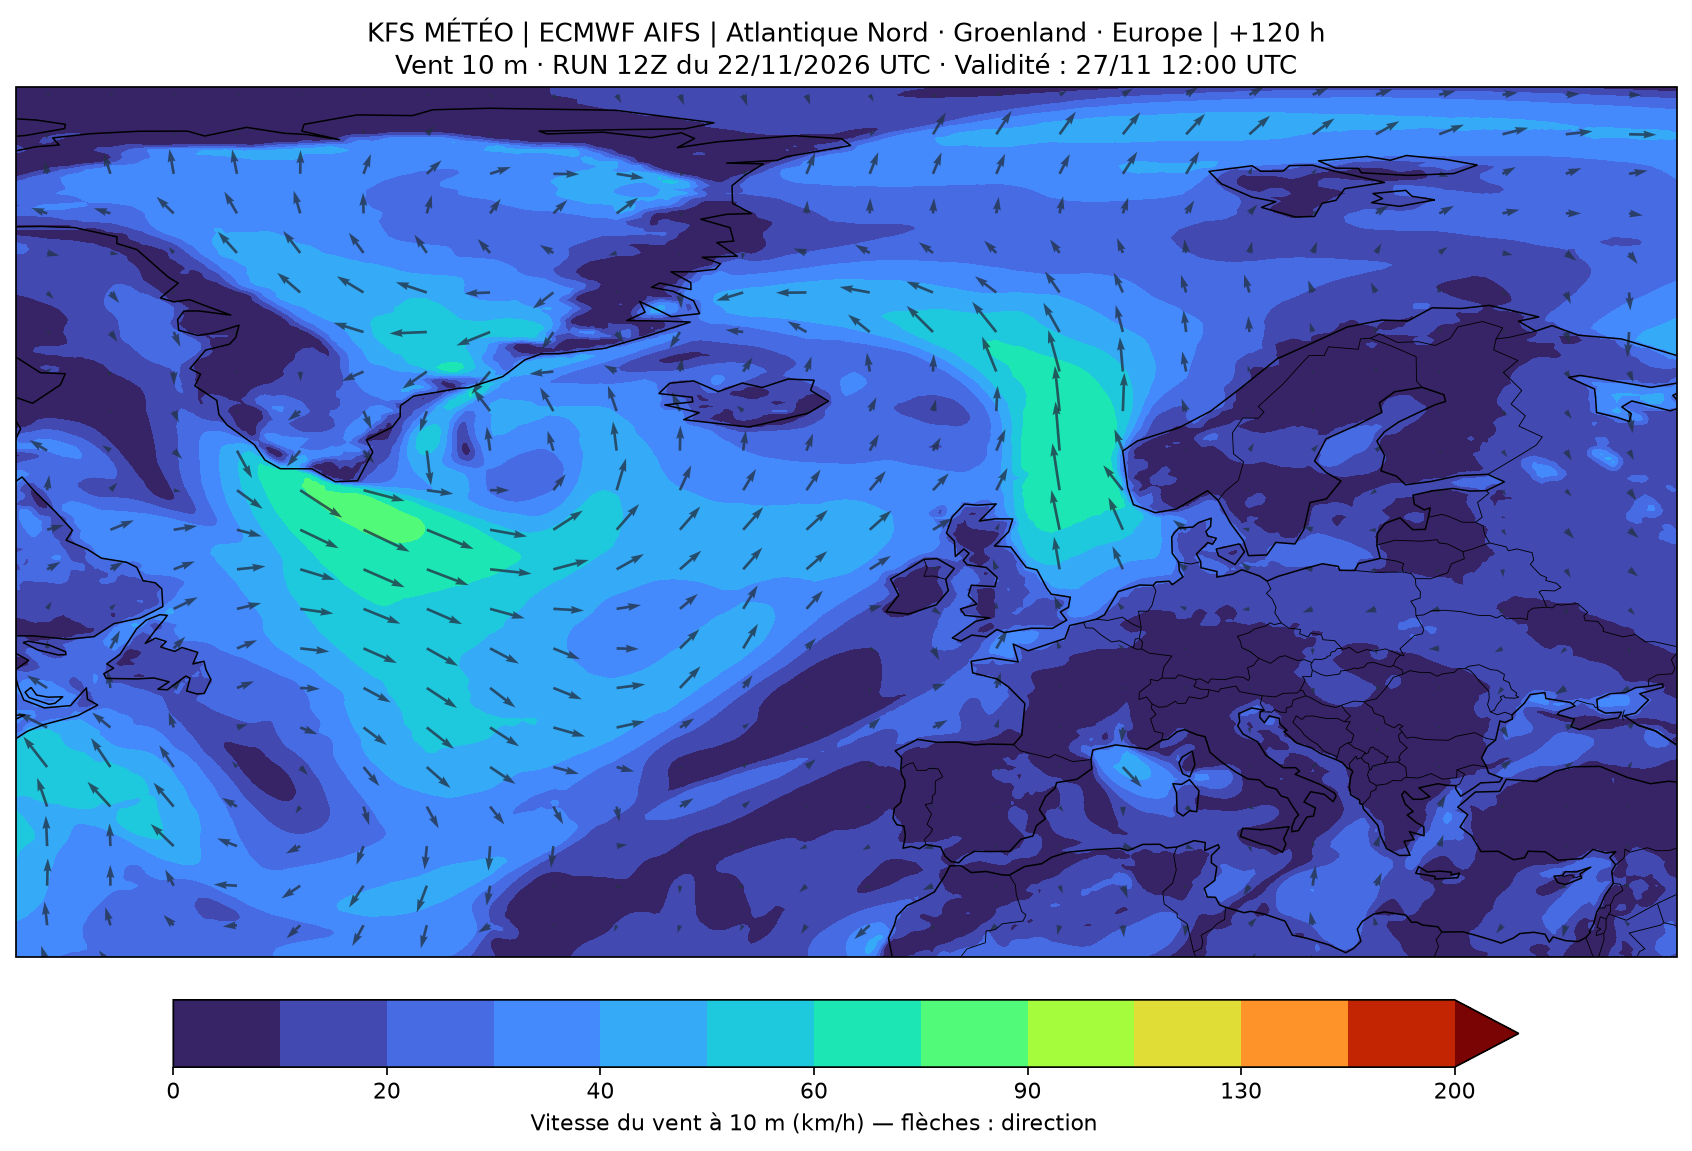 KFS MÉTÉO | ECMWF AIFS | Atlantique Nord · Groenland · Europe | +120 h
Vent 10 m · RUN 12Z du 22/11/2026 UTC · Validité : 27/11 12:00 UTC
0 20 40 60 90 130 200
Vitesse du vent à 10 m (km/h) — flèches : direction